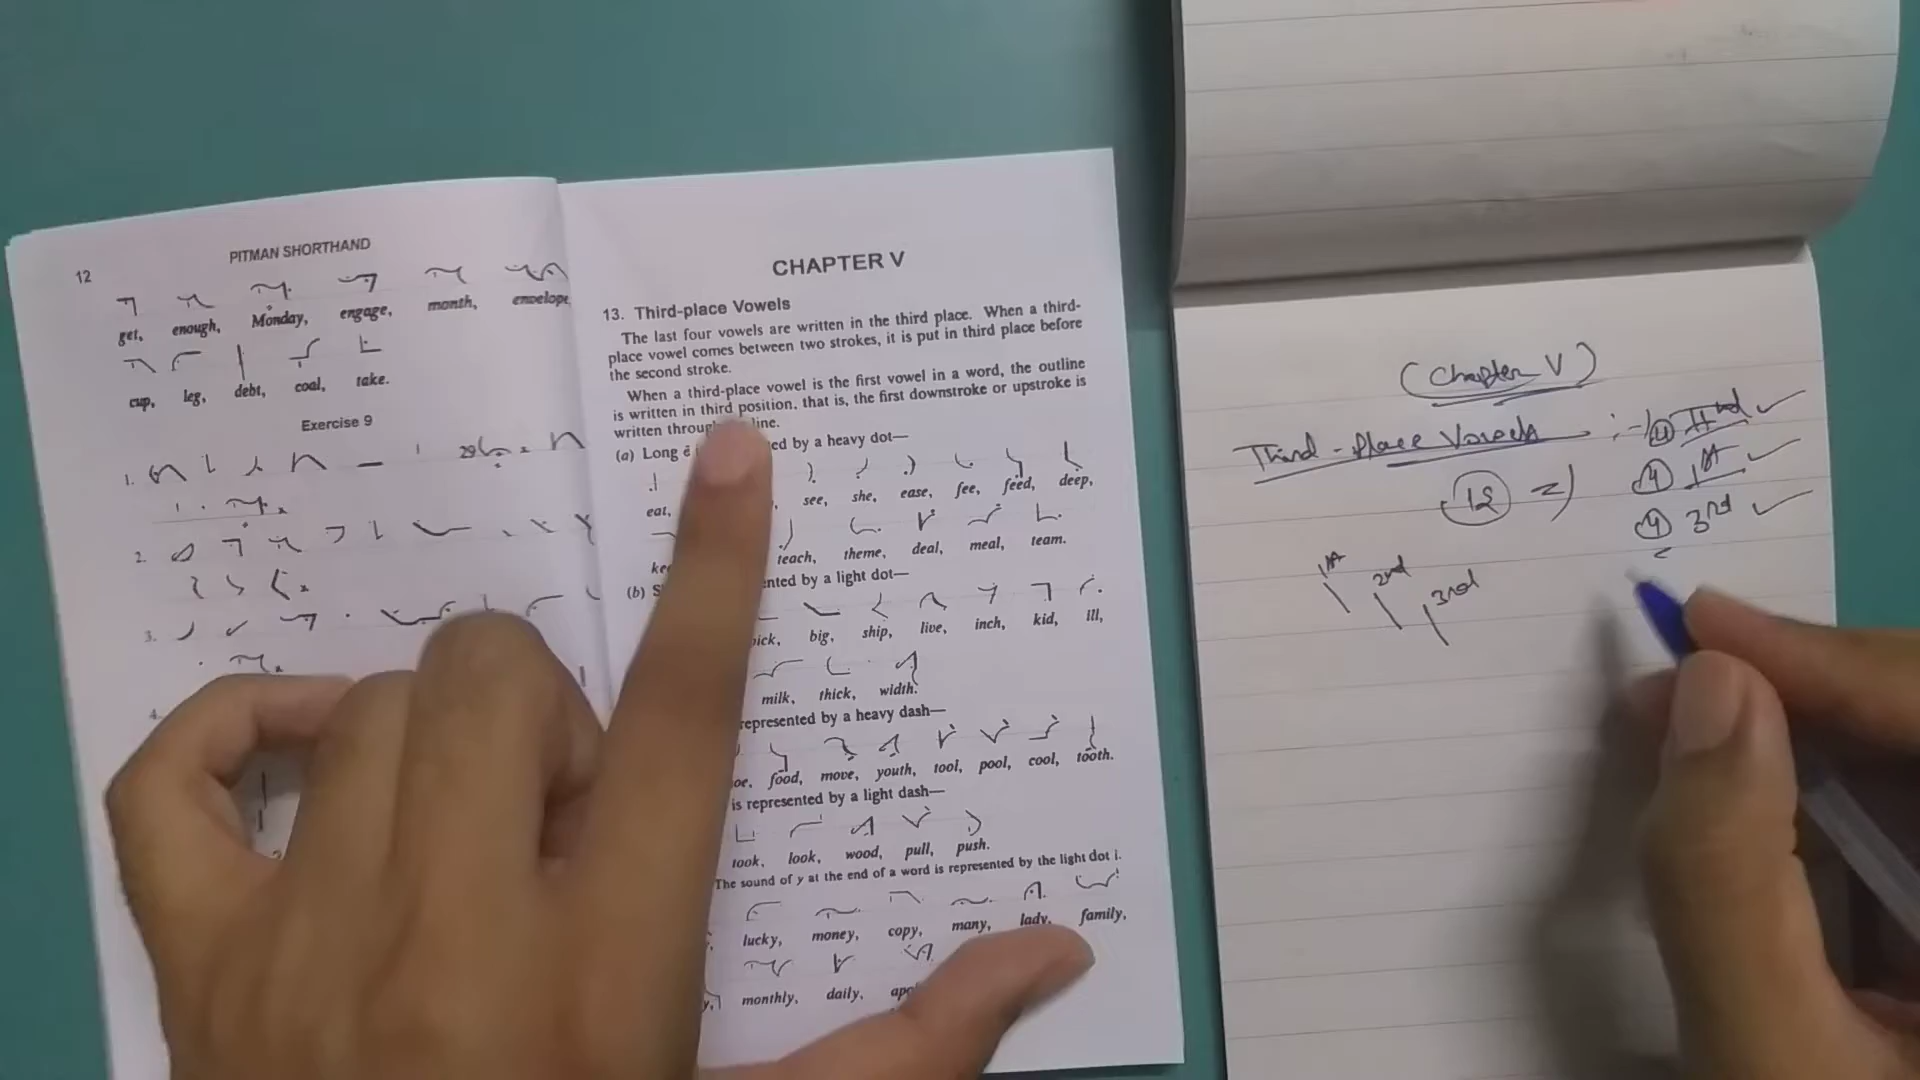 12
PITMAN SHORTHAND
get, enough, Monday, engage, month, envelope
cup, leg, debt, coal, take.
Exercise 9
1.
2.
3.
4.
CHAPTER V
13. Third-place Vowels
The last four vowels are written in the third place. When a third-
place vowel comes between two strokes, it is put in third place before
the second stroke.
When a third-place vowel is the first vowel in a word, the outline
is written in third position, that is, the first downstroke or upstroke is
written line.
(a) Long by a heavy dot—
eat, see, she, ease, fee, feed, deep,
teach, theme, deal, meal, team.
(b) by a light dot—
big, ship, live, inch, kid, Ill,
milk, thick, width.
represented by a heavy dash—
food, move, youth, tool, pool, cool, tooth.
is represented by a light dash—
took, look, wood, pull, push.
The sound of y at the end of a word is represented by the light dot i.
lucky, money, copy, many, lady, family,
monthly, daily,
(Chapter V)
Third-Place Vowels :-
1st
3rd
1st 2nd 3rd